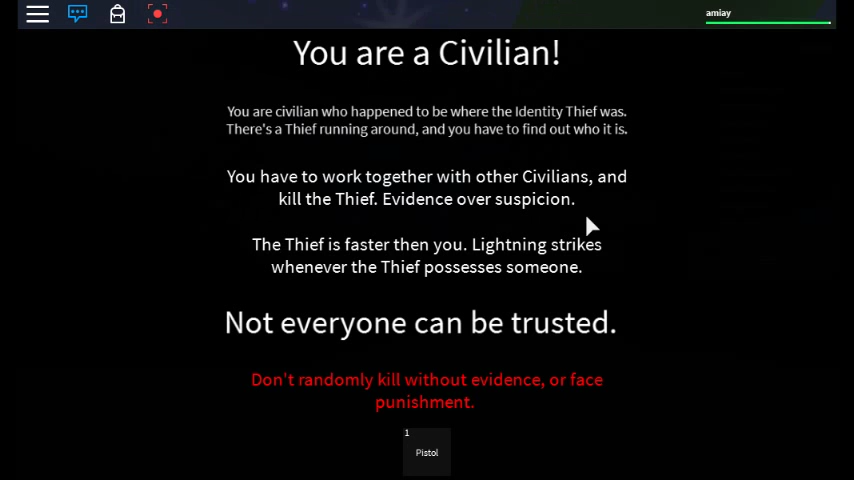 amiay
You are a Civilian!
You are civilian who happened to be where the Identity Thief was.
There's a Thief running around, and you have to find out who it is.
You have to work together with other Civilians, and
kill the Thief. Evidence over suspicion.
The Thief is faster then you. Lightning strikes
whenever the Thief possesses someone.
Not everyone can be trusted.
Don't randomly kill without evidence, or face
punishment.
1
Pistol